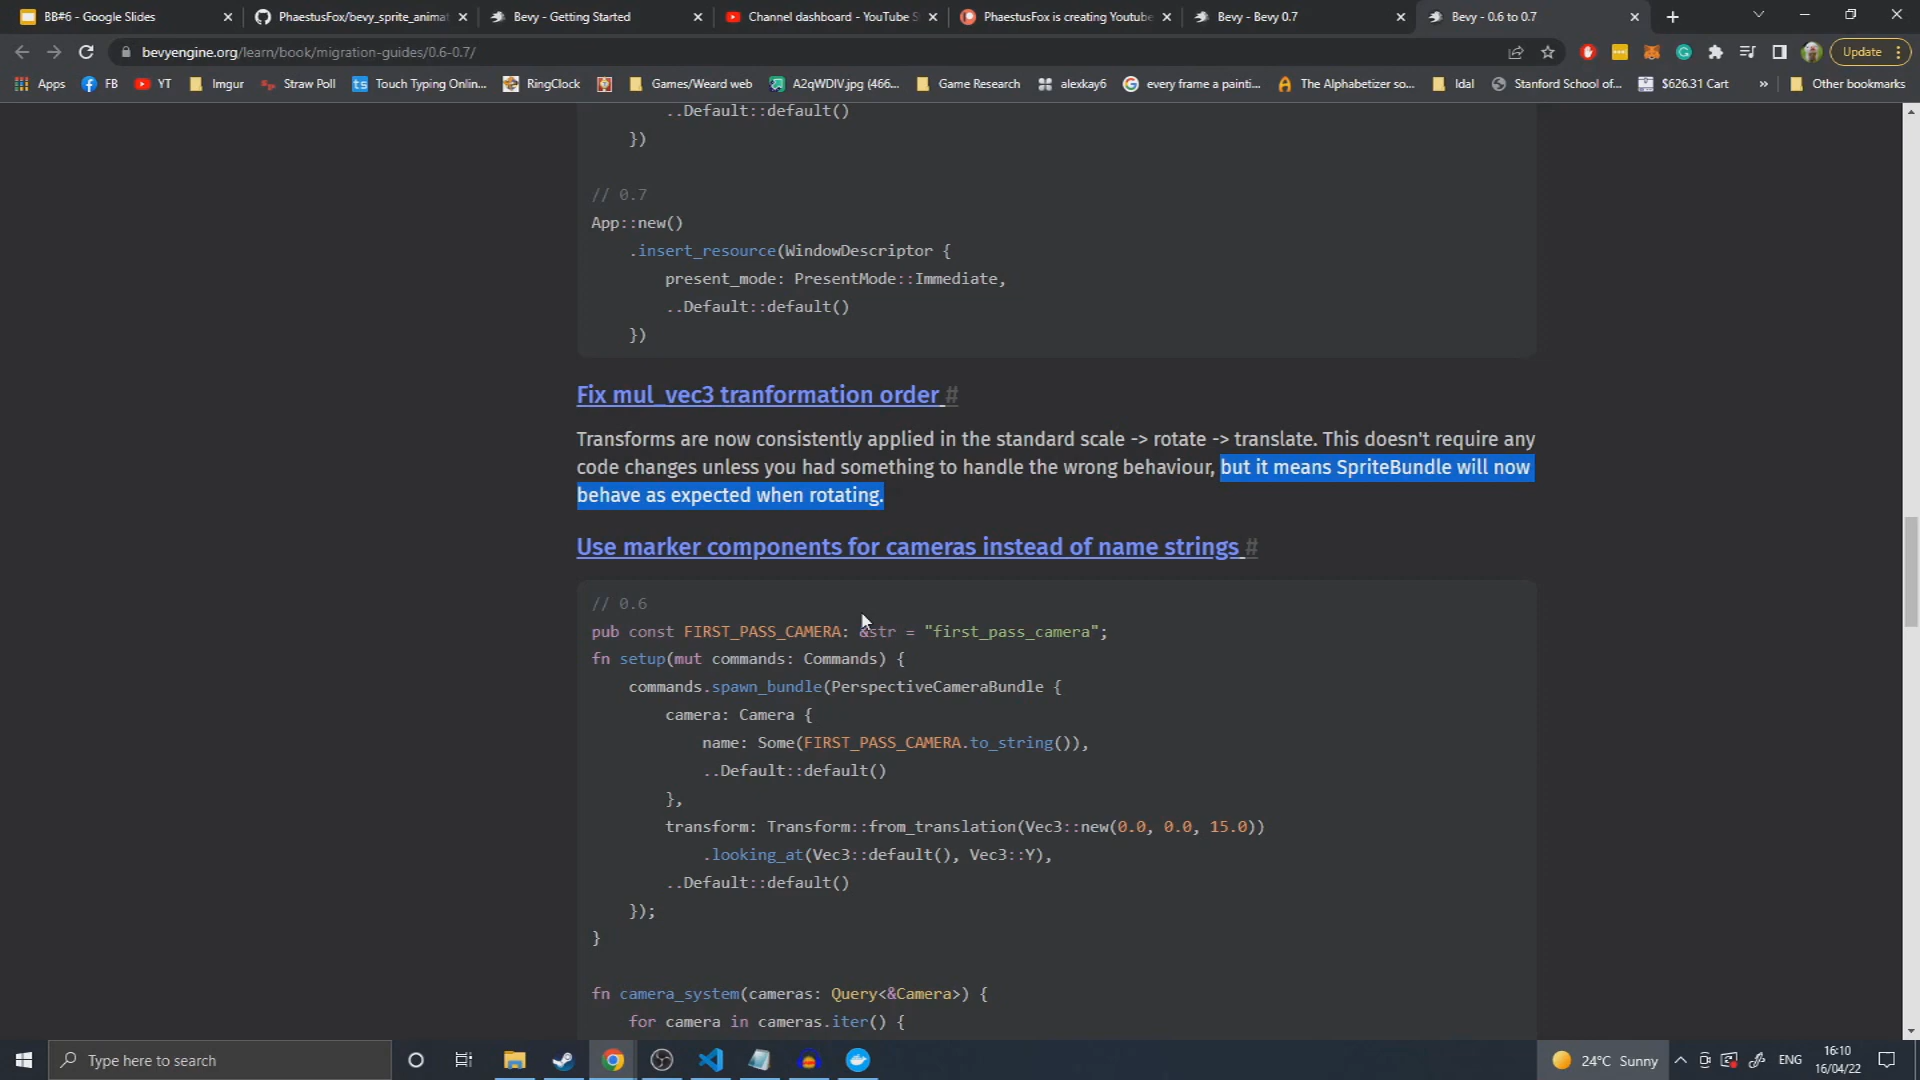 BB#6 - Google Slides
PhaestusFox/bevy_sprite_animat
Bevy - Getting Started
Channel dashboard - YouTube S
PhaestusFox is creating Youtube
Bevy - Bevy 0.7
Bevy - 0.6 to 0.7
bevyengine.org/learn/book/migration-guides/0.6-0.7/
Update
Apps
FB
YT
Imgur
Straw Poll
Touch Typing Onlin...
RingClock
Games/Weard web
A2qWDIV.jpg (466...
Game Research
alexkay6
every frame a painti...
The Alphabetizer so...
Idal
Stanford School of...
$626.31 Cart
»
Other bookmarks
..Default::default()
})
// 0.7
App::new()
.insert_resource(WindowDescriptor {
present_mode: PresentMode::Immediate,
..Default::default()
})
Fix mul_vec3 tranformation order #
Transforms are now consistently applied in the standard scale -> rotate -> translate. This doesn't require any
code changes unless you had something to handle the wrong behaviour, but it means SpriteBundle will now
behave as expected when rotating.
Use marker components for cameras instead of name strings #
// 0.6
pub const FIRST_PASS_CAMERA: &str = "first_pass_camera";
fn setup(mut commands: Commands) {
commands.spawn_bundle(PerspectiveCameraBundle {
camera: Camera {
name: Some(FIRST_PASS_CAMERA.to_string()),
..Default::default()
},
transform: Transform::from_translation(Vec3::new(0.0, 0.0, 15.0))
.looking_at(Vec3::default(), Vec3::Y),
..Default::default()
});
}
fn camera_system(cameras: Query<&Camera>) {
for camera in cameras.iter() {
Type here to search
24°C Sunny
ENG
16:10
16/04/22